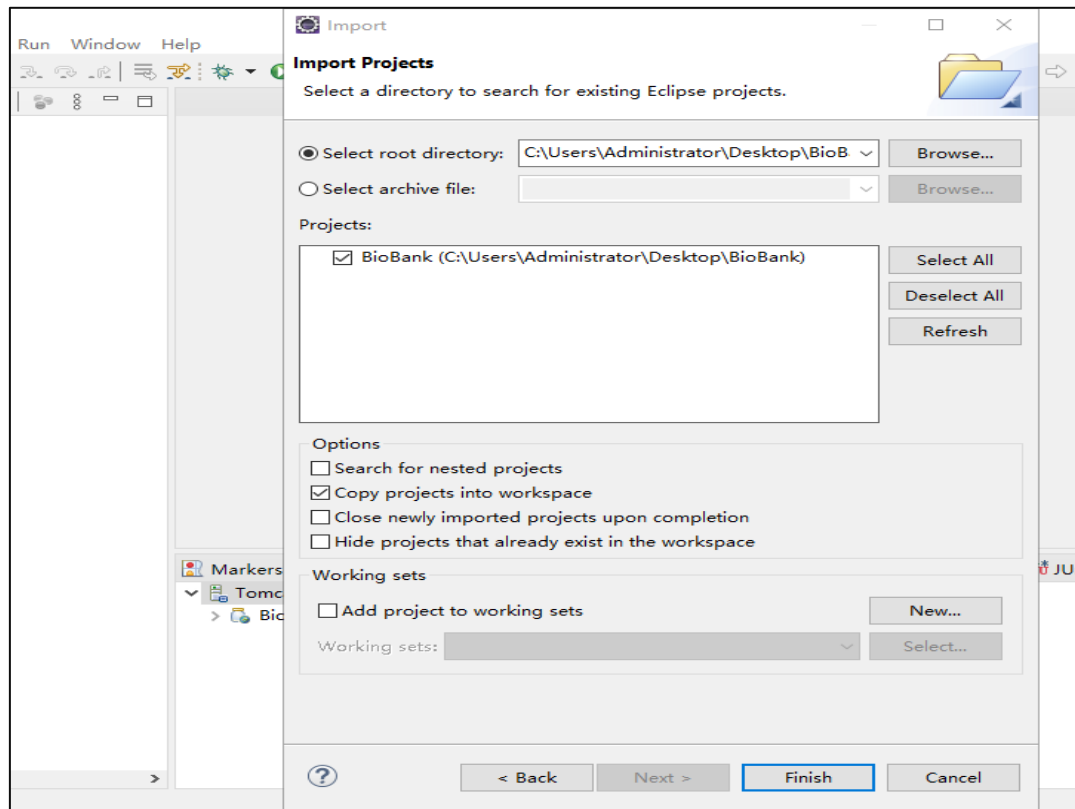 Import
Run Window Help
Import Projects
Select a directory to search for existing Eclipse projects.
Select root directory: C:\Users\Administrator\Desktop\BioB Browse...
Select archive file: Browse...
Projects:
BioBank (C:\Users\Administrator\Desktop\BioBank)
Select All
Deselect All
Refresh
Options
Search for nested projects
Copy projects into workspace
Close newly imported projects upon completion
Hide projects that already exist in the workspace
Markers
JU
Working sets
Tomc
Add project to working sets New...
Bio
Working sets: Select...
? < Back Next > Finish Cancel